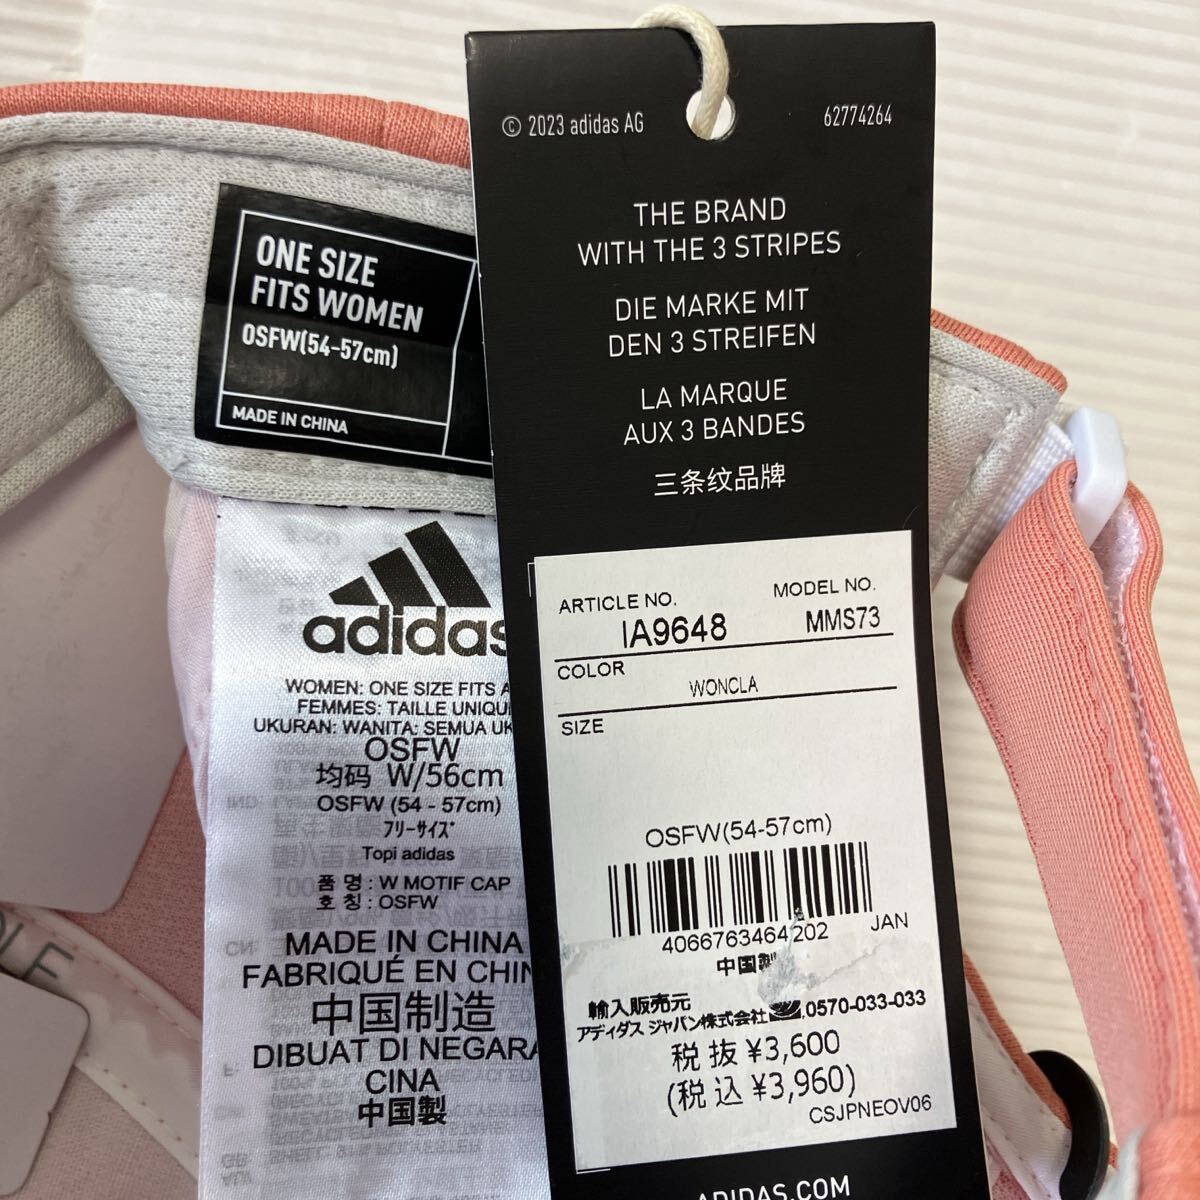 © 2023 adidas AG
62774264
THE BRAND
WITH THE 3 STRIPES
DIE MARKE MIT
DEN 3 STREIFEN
LA MARQUE
AUX 3 BANDES
三条纹品牌
ARTICLE NO.
IA9648
MODEL NO.
MMS73
COLOR
WONCLA
SIZE
OSFW(54-57cm)
4066763464202
JAN
中国製
輸入販売元
アディダス ジャパン株式会社 0570-033-033
税 抜 ¥3,600
(税 込 ¥3,960)
CSJPNEOV06
ADIDAS.COM
ONE SIZE
FITS WOMEN
OSFW(54-57cm)
MADE IN CHINA
adidas
WOMEN: ONE SIZE FITS
FEMMES: TAILLE
UKURAN: WANITA: SEMUA
OSFW
均码 W/56cm
OSFW (54 - 57cm)
フリーサイズ
Topi adidas
품 명 : W MOTIF CAP
호 칭 : OSFW
MADE IN CHINA
FABRIQUÉ EN
中国制造
DIBUAT DI NEGARA
CINA
中国製